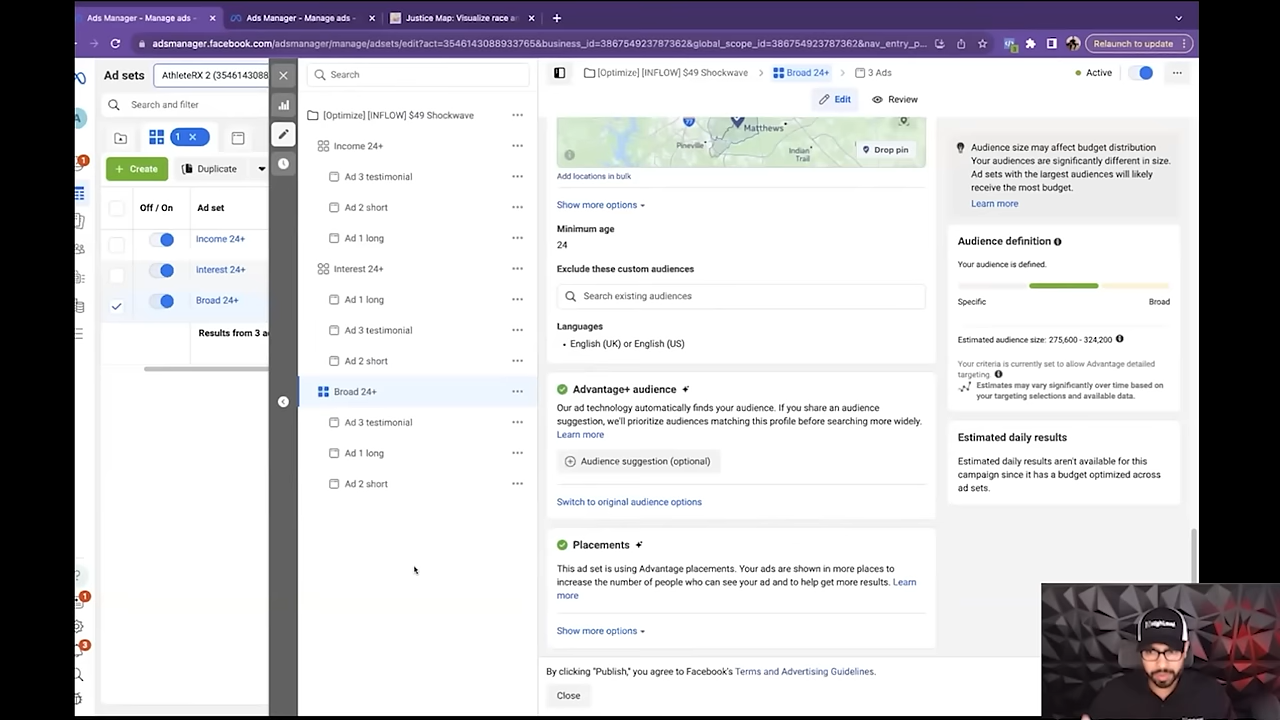 Ads Manager - Manage ads -
Ads Manager - Manage ads -
Justice Map: Visualize race a
adsmanager.facebook.com/adsmanager/manage/adsets/edit?act=3546143088933765&business_id=386754923787362&global_scope_id=386754923787362&nav_entry_p...
Relaunch to update
Ad sets
AthleteRX 2 (35461430889
Search and filter
1
Create
Duplicate
Off / On
Ad set
Income 24+
Interest 24+
Broad 24+
Results from 3 a
Search
[Optimize] [INFLOW] $49 Shockwave
Income 24+
Ad 3 testimonial
Ad 2 short
Ad 1 long
Interest 24+
Ad 1 long
Ad 3 testimonial
Ad 2 short
Broad 24+
Ad 3 testimonial
Ad 1 long
Ad 2 short
[Optimize] [INFLOW] $49 Shockwave
Broad 24+
3 Ads
Active
Edit
Review
77
Matthews
Pineville
Indian
Trail
Drop pin
Add locations in bulk
Show more options
Minimum age
24
Exclude these custom audiences
Search existing audiences
Languages
• English (UK) or English (US)
Advantage+ audience
Our ad technology automatically finds your audience. If you share an audience
suggestion, we'll prioritize audiences matching this profile before searching more widely.
Learn more
Audience suggestion (optional)
Switch to original audience options
Placements
This ad set is using Advantage placements. Your ads are shown in more places to
increase the number of people who can see your ad and to help get more results. Learn
more
Show more options
By clicking "Publish," you agree to Facebook's Terms and Advertising Guidelines.
Close
Audience size may affect budget distribution
Your audiences are significantly different in size.
Ad sets with the largest audiences will likely
receive the most budget.
Learn more
Audience definition
Your audience is defined.
Specific
Broad
Estimated audience size: 275,600 - 324,200
Your criteria is currently set to allow Advantage detailed
targeting.
Estimates may vary significantly over time based on
your targeting selections and available data.
Estimated daily results
Estimated daily results aren't available for this
campaign since it has a budget optimized across
ad sets.